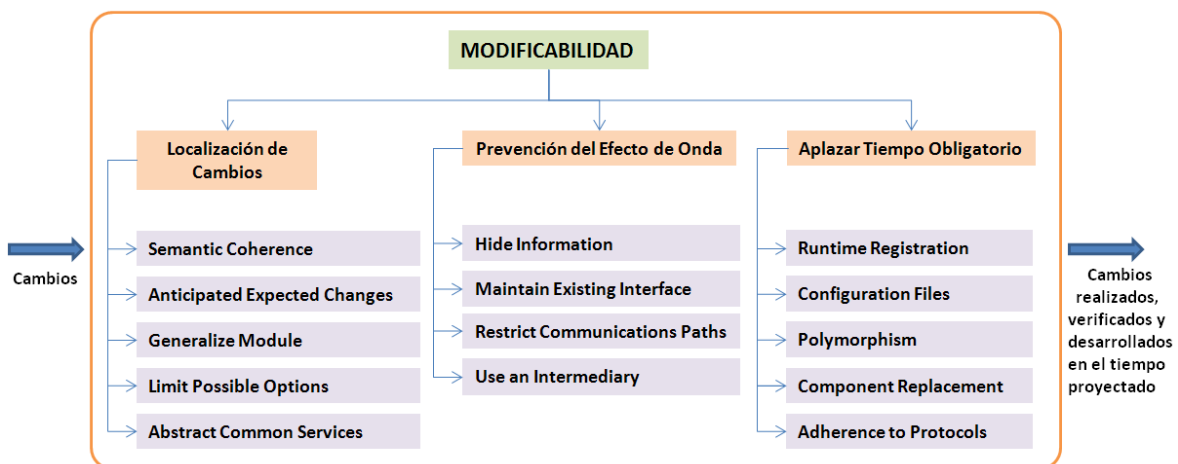 MODIFICABILIDAD
Localización de
Cambios
Prevención del Efecto de Onda
Aplazar Tiempo Obligatorio
Cambios
Semantic Coherence
Anticipated Expected Changes
Generalize Module
Limit Possible Options
Abstract Common Services
Hide Information
Maintain Existing Interface
Restrict Communications Paths
Use an Intermediary
Runtime Registration
Configuration Files
Polymorphism
Component Replacement
Adherence to Protocols
Cambios
realizados,
verificados y
desarrollados
en el tiempo
proyectado